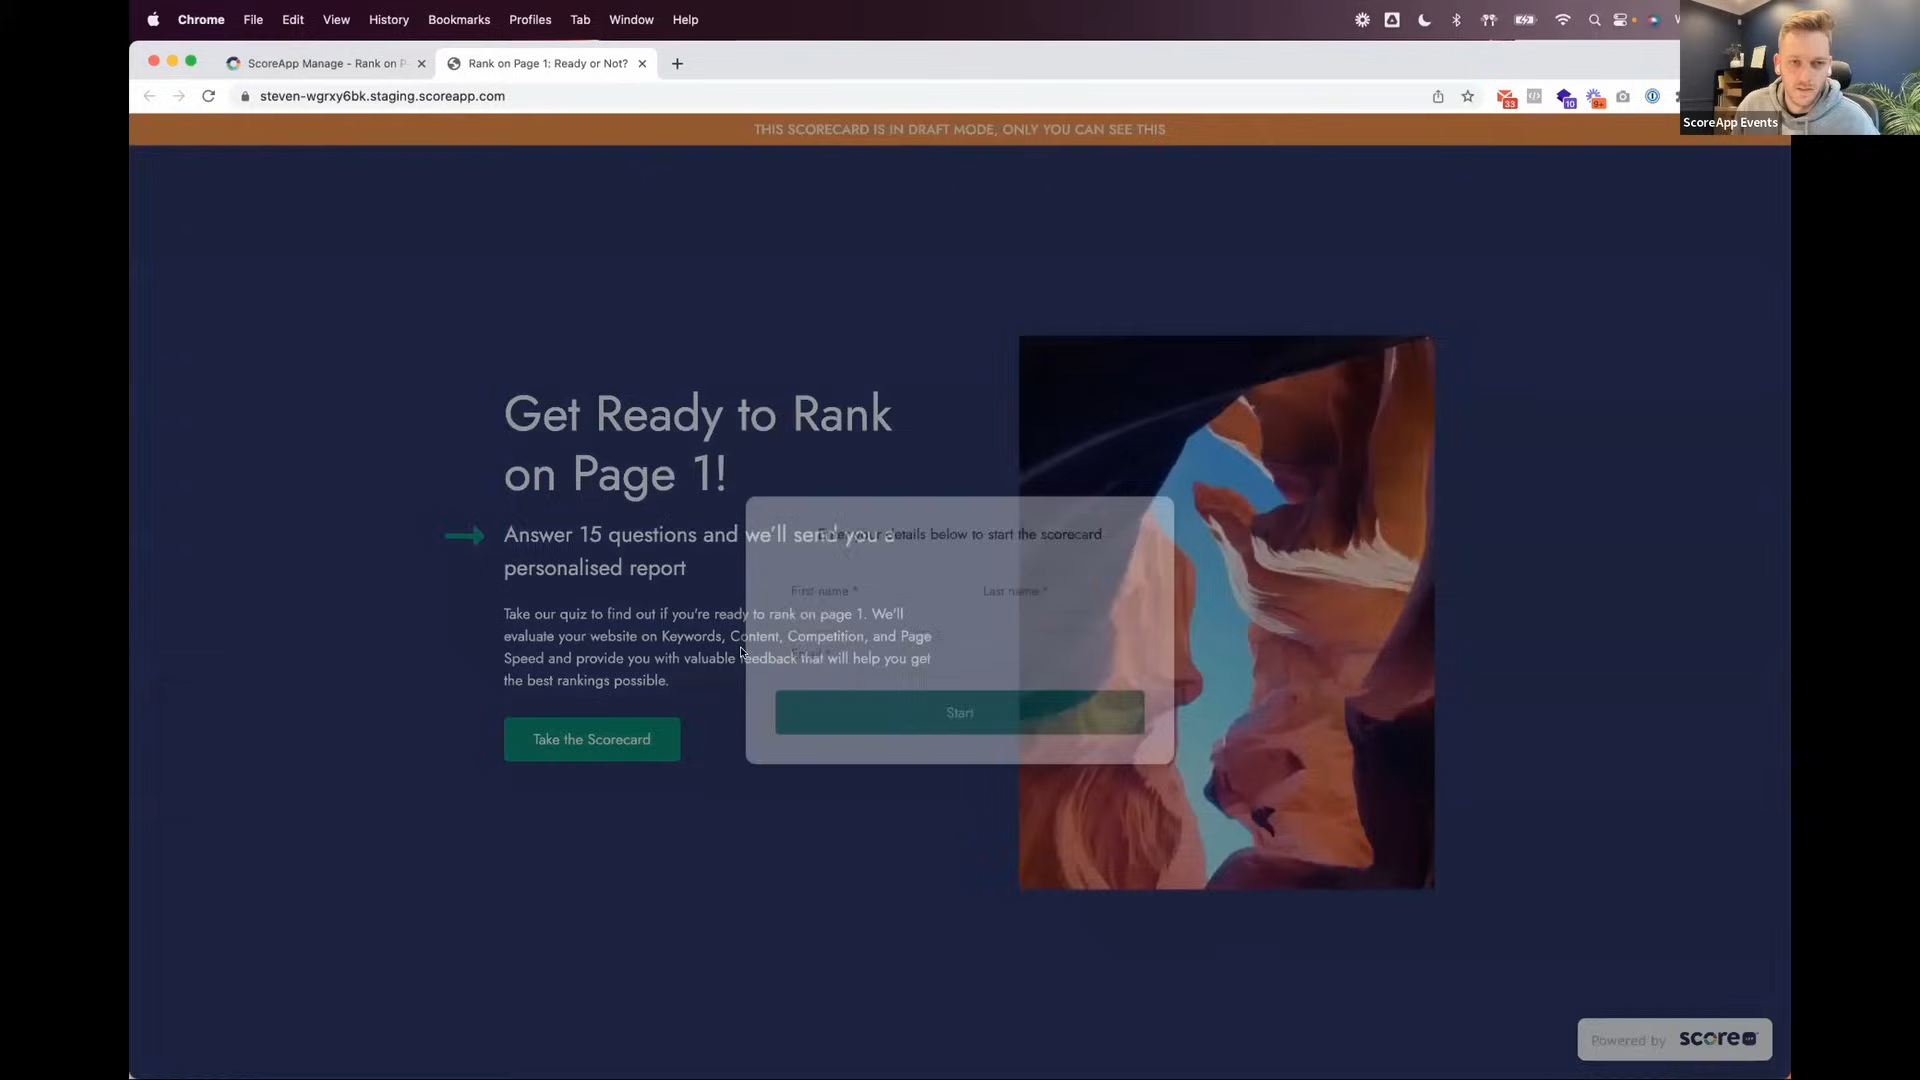 Chrome File Edit View History Bookmarks Profiles Tab Window Help
ScoreApp Manage - Rank on P
Rank on Page 1: Ready or Not?
steven-wgrxy6bk.staging.scoreapp.com
33
10
9+
ScoreApp Events
THIS SCORECARD IS IN DRAFT MODE, ONLY YOU CAN SEE THIS
Get Ready to Rank
on Page 1!
Answer 15 questions and we'll send you a
personalised report
details below to start the scorecard
First name *
Last name *
Take our quiz to find out if you're ready to rank on page 1. We'll
evaluate your website on Keywords, Content, Competition, and Page
Speed and provide you with valuable feedback that will help you get
the best rankings possible.
Start
Take the Scorecard
Powered by score